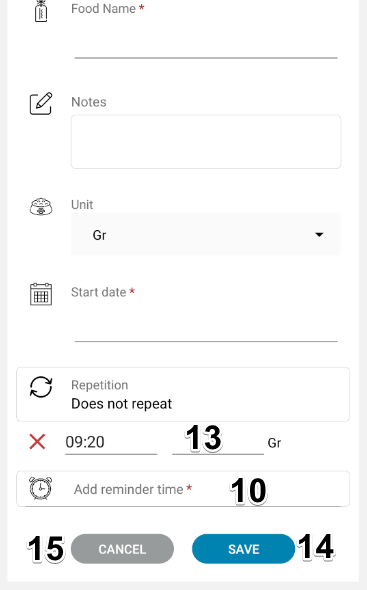 Food Name *
Notes
Unit
Gr
Start date *
Repetition
Does not repeat
09:20 13 Gr
Add reminder time * 10
15 CANCEL SAVE 14